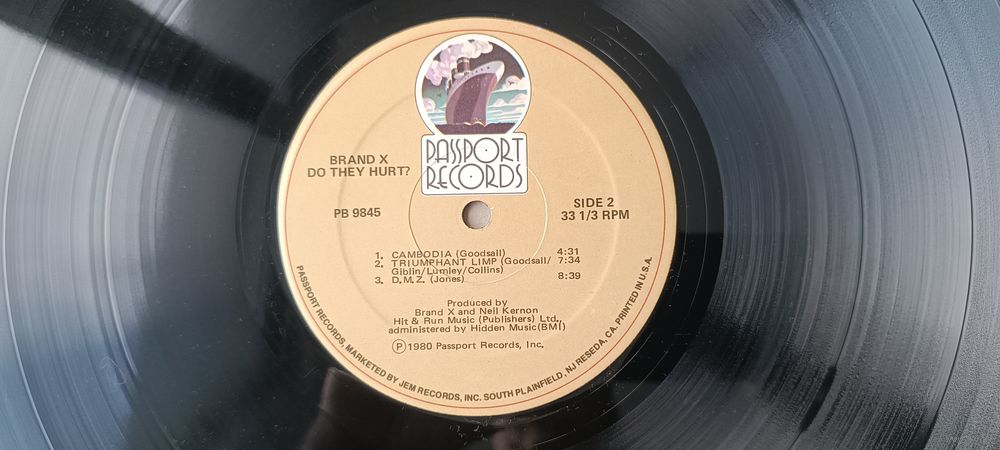 PASSPORT
RECORDS
BRAND X
DO THEY HURT?
PB 9845
SIDE 2
33 1/3 RPM
1. CAMBODIA (Goodsall) 4:31
2. TRIUMPHANT LIMP (Goodsall/ 7:34
Giblin/Lumley/Collins)
3. D.M.Z. (Jones) 8:39
Produced by
Brand X and Neil Kernon
Hit & Run Music (Publishers) Ltd.,
administered by Hidden Music(BMI)
Ⓟ1980 Passport Records, Inc.
PASSPORT RECORDS, MARKETED BY JEM RECORDS, INC. SOUTH PLAINFIELD, NJ RESEDA, CA. PRINTED IN U.S.A.